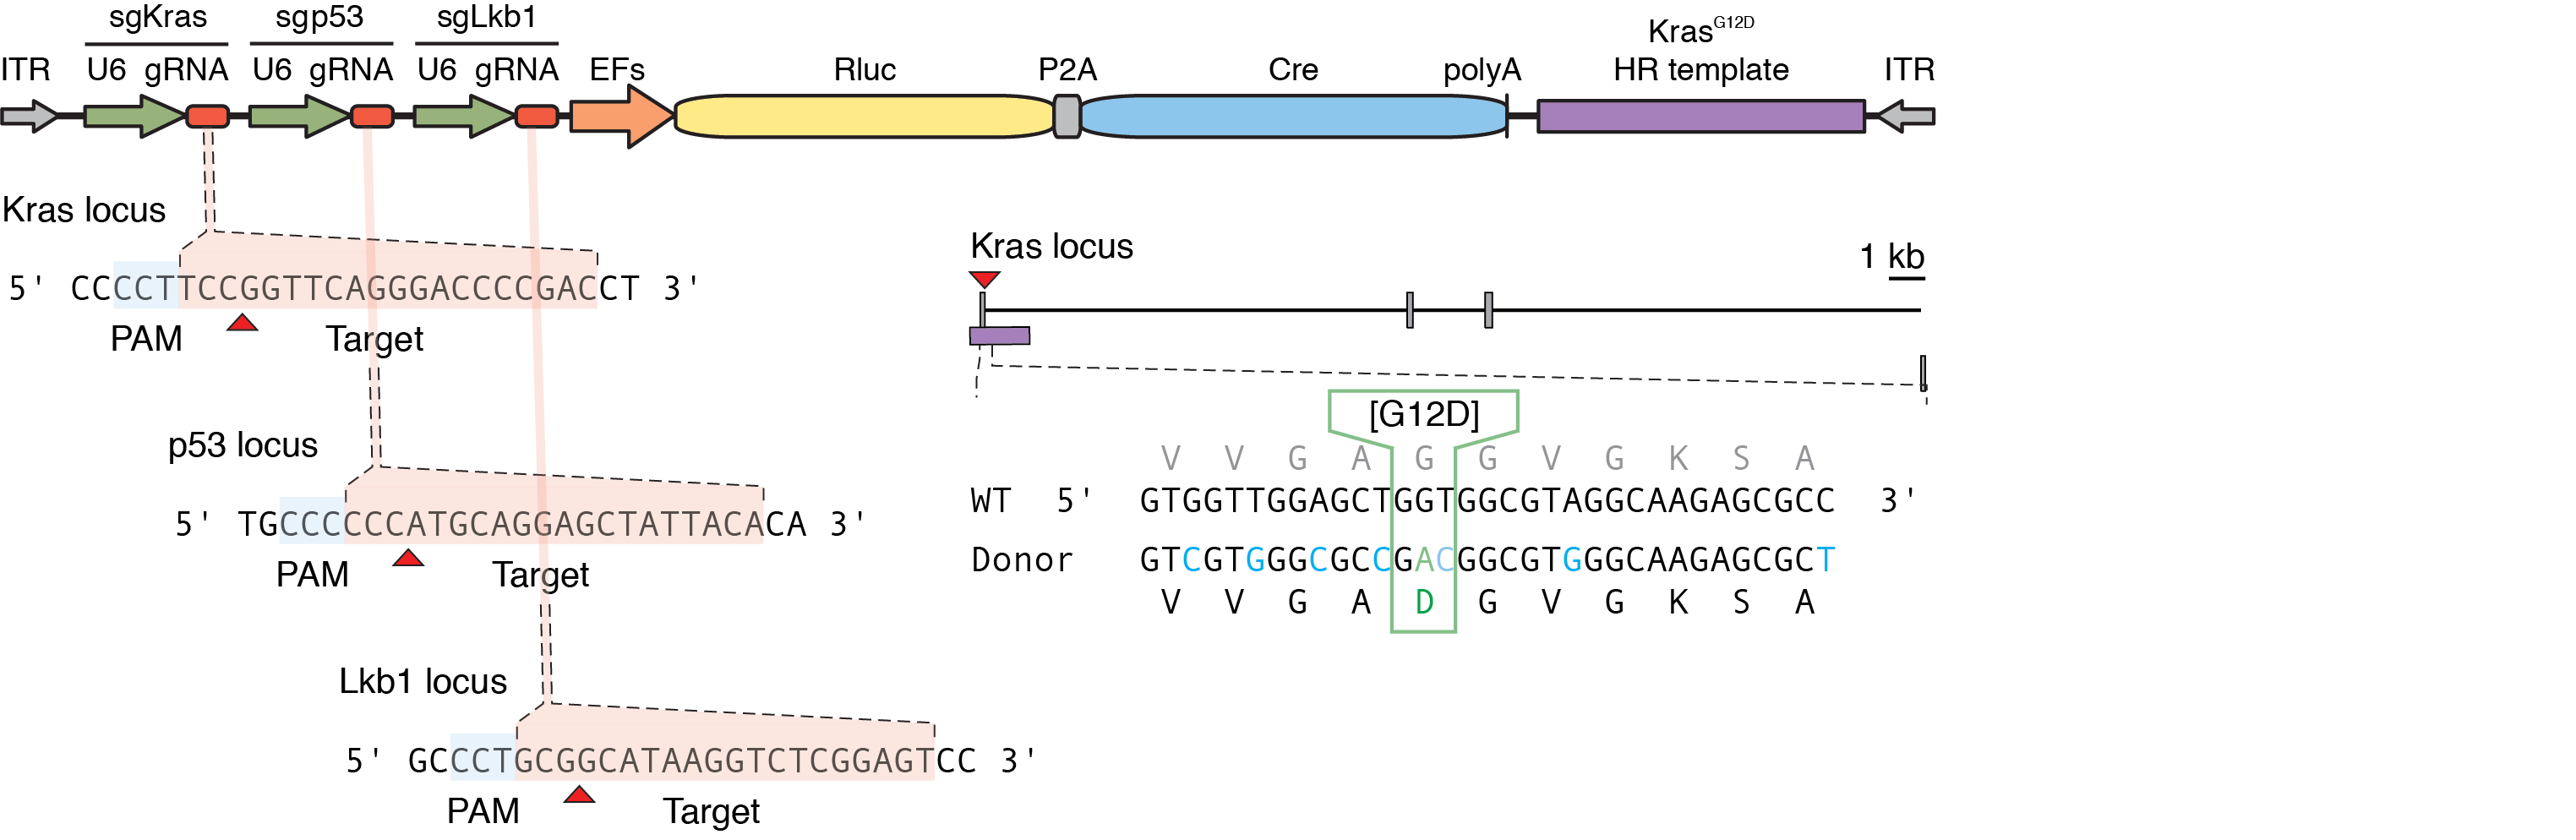 sgKras sgp53 sgLkb1 Kras^G12D
ITR U6 gRNA U6 gRNA U6 gRNA EFs Rluc P2A Cre polyA HR template ITR
Kras locus
5' CCCCTTCCGGTTCAGGGACCCCGACCT 3'
PAM Target
p53 locus
5' TGCCCCCCATGCAGGAGCTATTACACA 3'
PAM Target
Lkb1 locus
5' GCCCTGCGGCATAAGGTCTCGGAGTCC 3'
PAM Target
Kras locus
1 kb
[G12D]
V V G A G G V G K S A
WT 5' GTGGTTGGAGCTGGTGGCGTAGGCAAGAGCGCC 3'
Donor GTCGTGGGCGCCGACGGCGTGGGCAAGAGCGCT
V V G A D G V G K S A